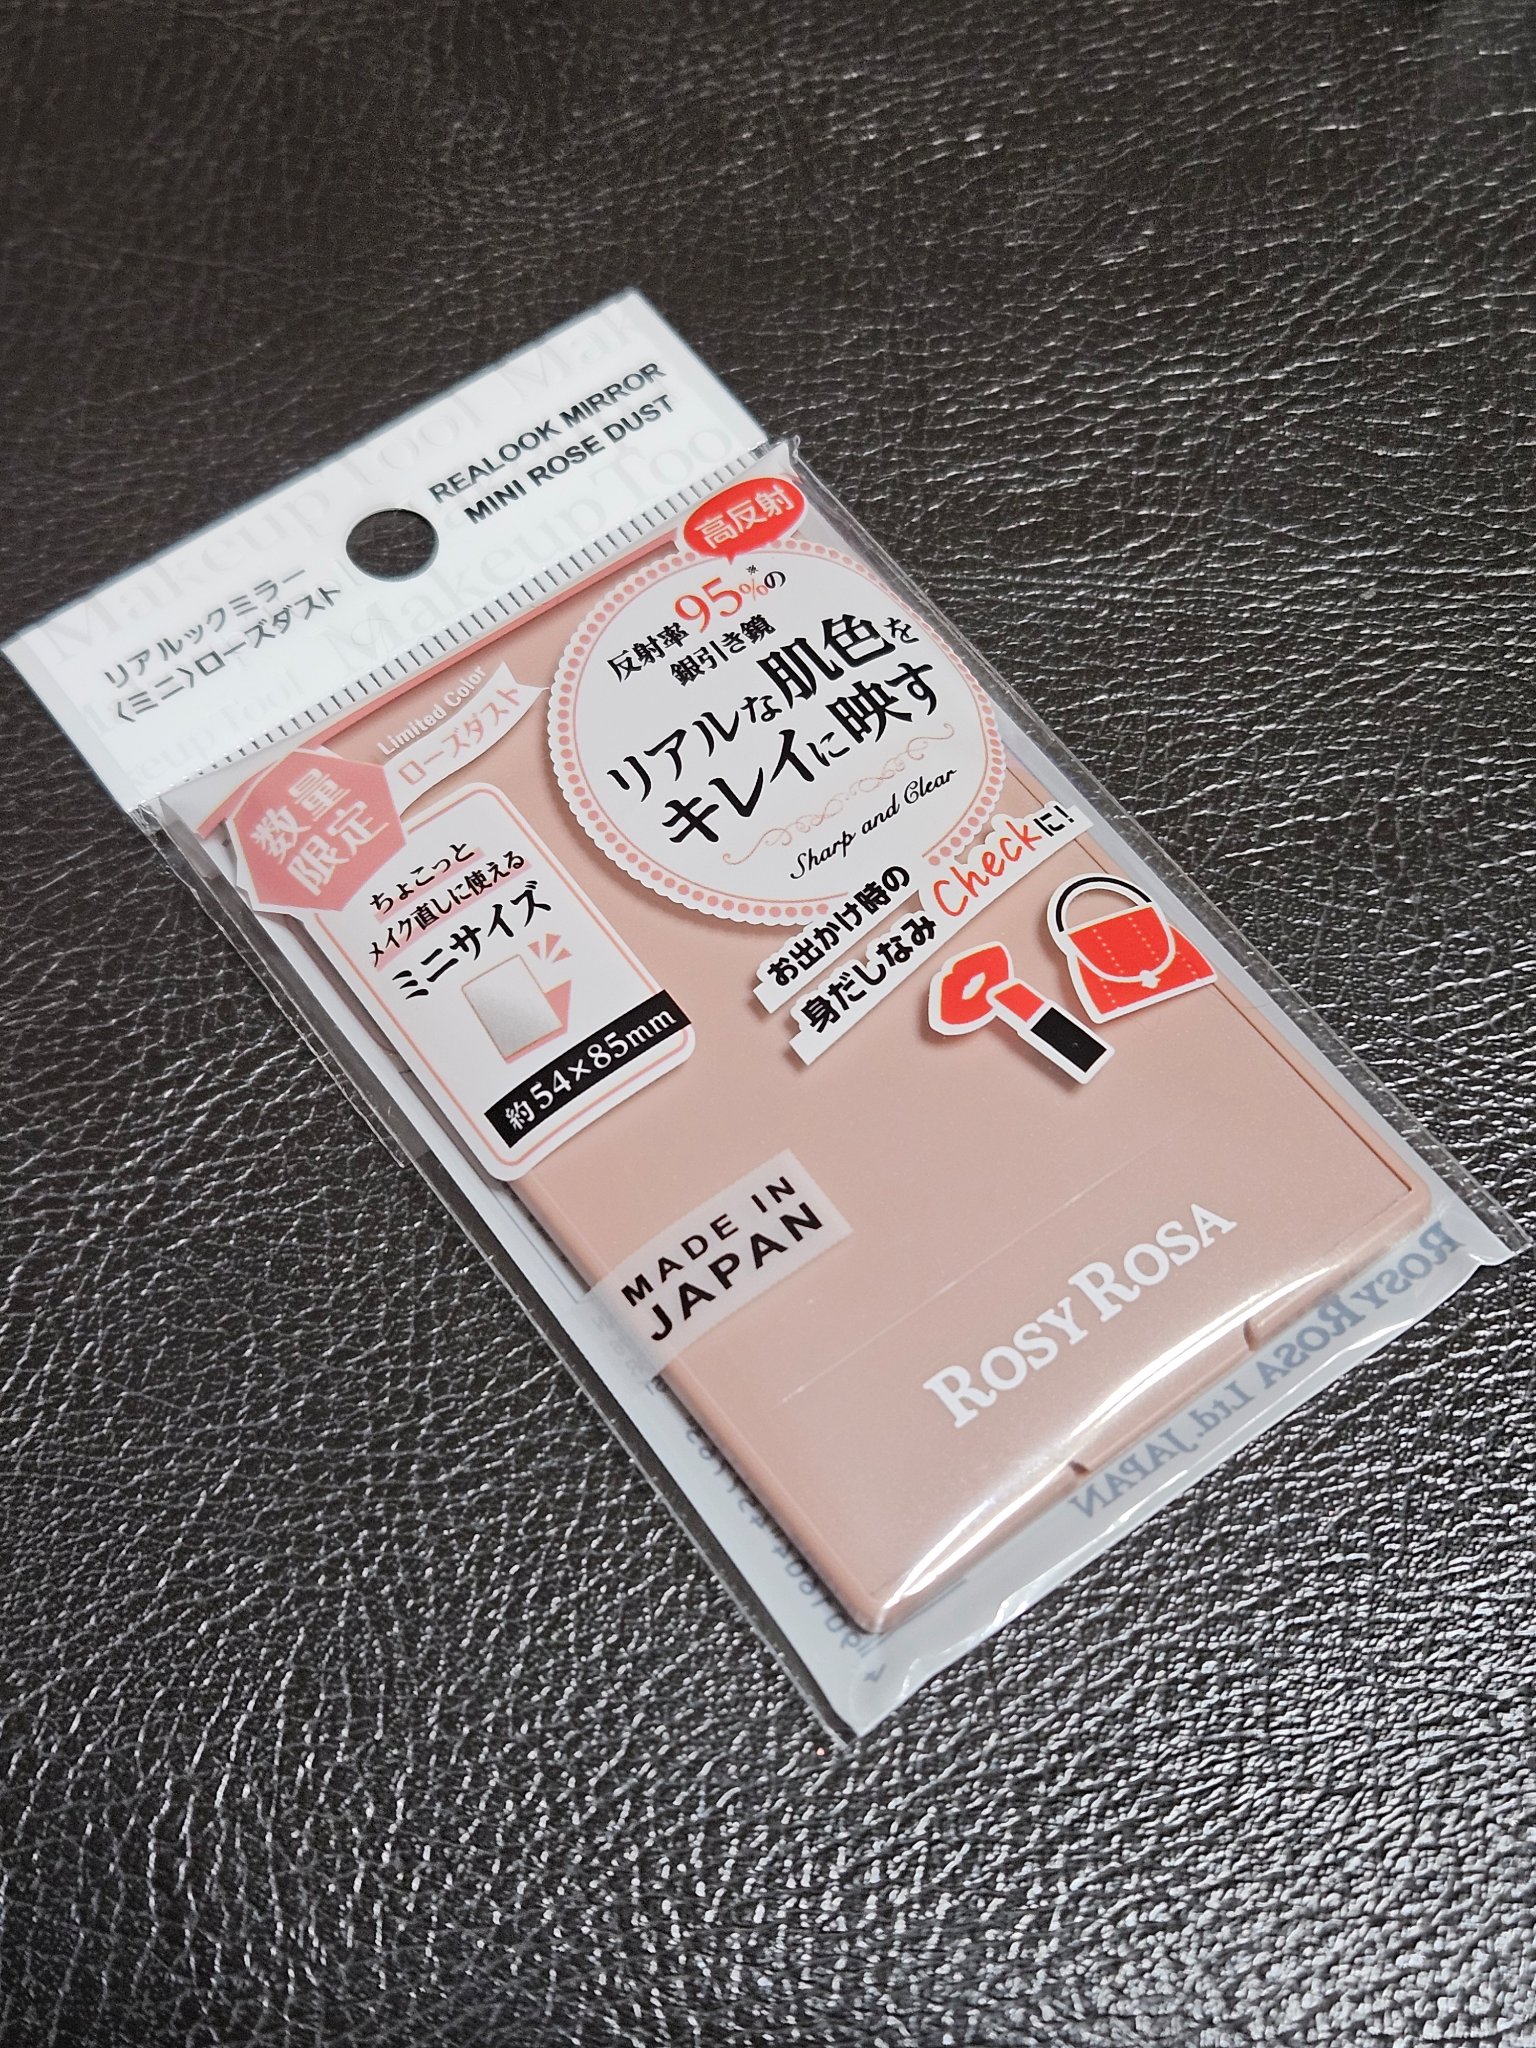 REALOOK MIRROR
MINI ROSE DUST
リアルックミラー
〈ミニ〉ローズダスト
Makeup Tool Mak
Makeup Too
高反射
反射率95%※の
銀引き鏡
リアルな肌色を
キレイに映す
Sharp and Clear
Limited Color
ローズダスト
数量
限定
ちょこっと
メイク直しに使える
ミニサイズ
約54×85mm
お出かけ時の
身だしなみCheckに!
MADE IN
JAPAN
ROSY ROSA
ROSY ROSA Ltd. JAPAN